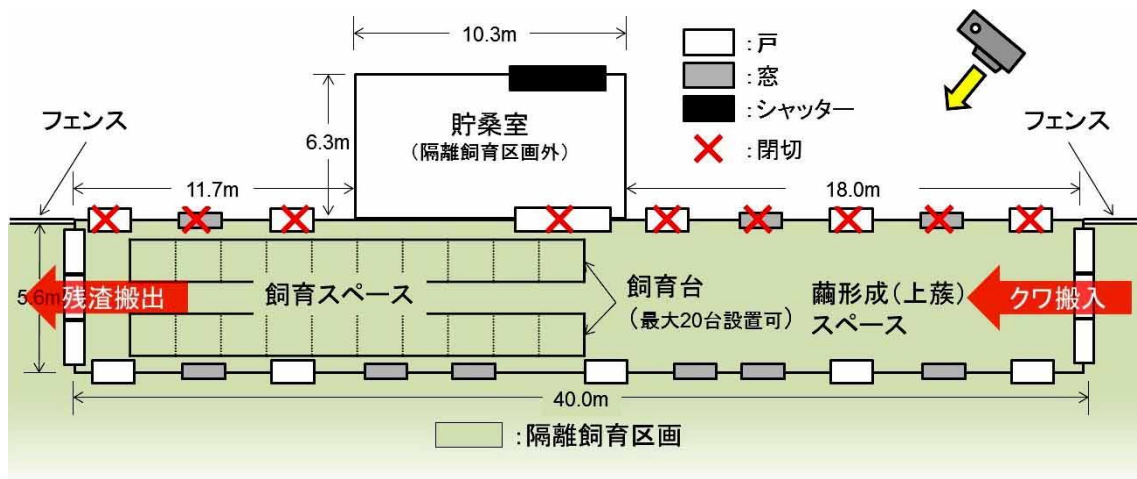 10.3m
:戸
:窓
:シャッター
:閉切
フェンス
フェンス
6.3m
貯桑室
(隔離飼育区画外)
11.7m
18.0m
5.6m
残渣搬出
飼育スペース
飼育台
(最大20台設置可)
繭形成(上蔟)
スペース
クワ搬入
40.0m
:隔離飼育区画